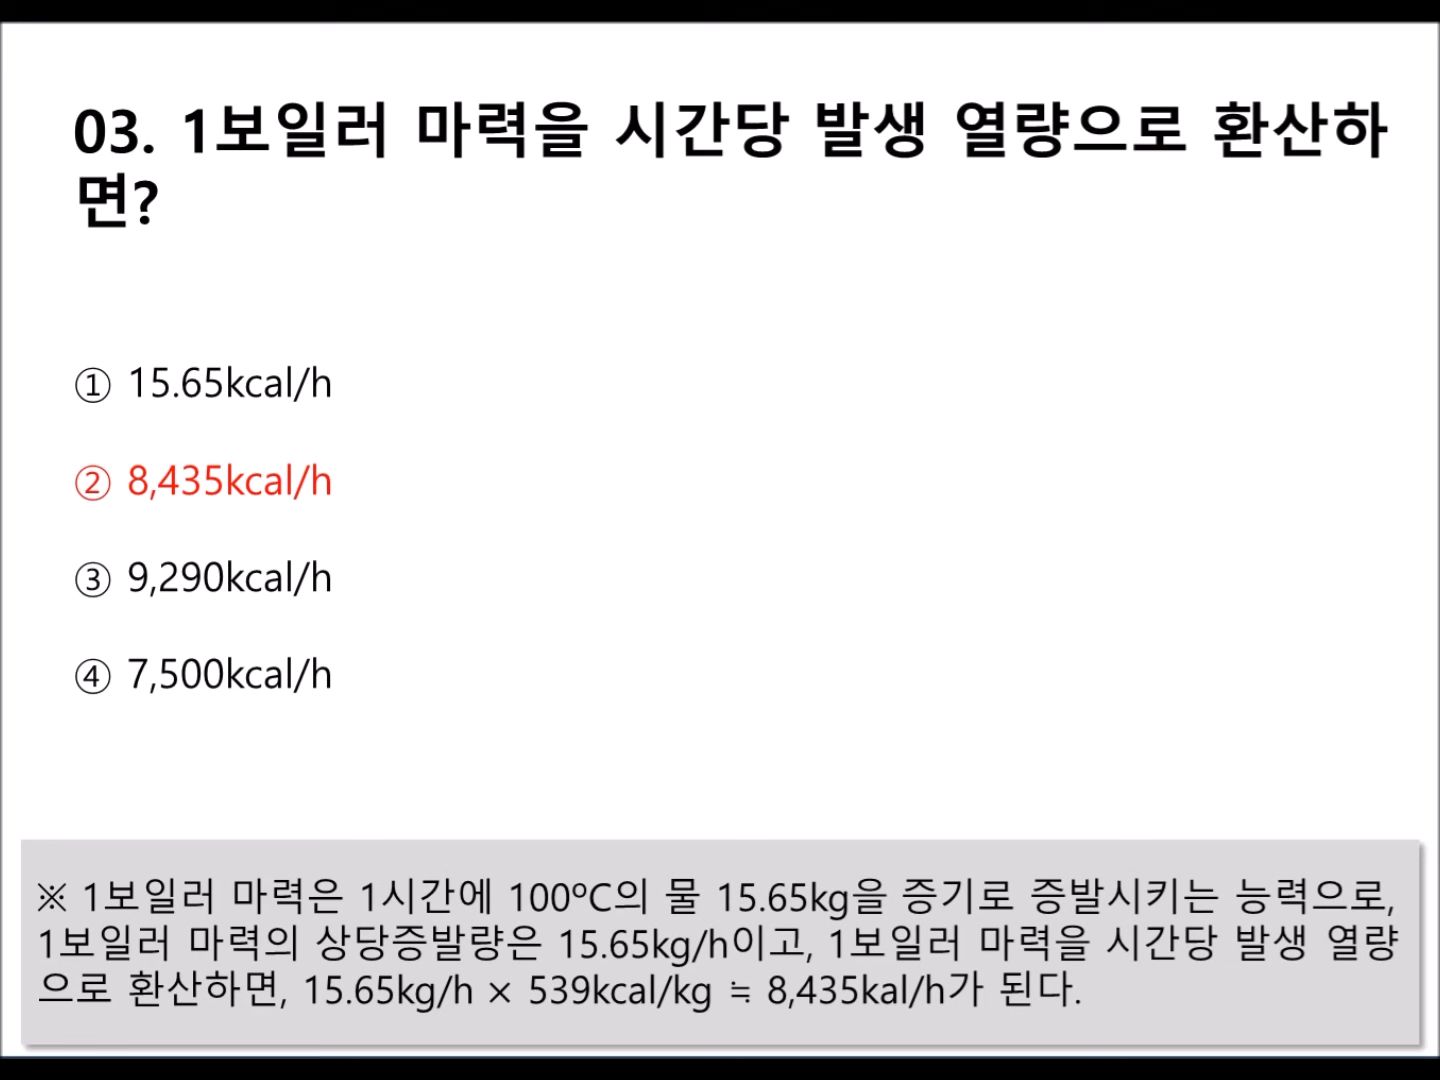 03. 1보일러 마력을 시간당 발생 열량으로 환산하
면?
① 15.65kcal/h
② 8,435kcal/h
③ 9,290kcal/h
④ 7,500kcal/h
※ 1보일러 마력은 1시간에 100ºC의 물 15.65kg을 증기로 증발시키는 능력으로,
1보일러 마력의 상당증발량은 15.65kg/h이고, 1보일러 마력을 시간당 발생 열량
으로 환산하면, 15.65kg/h × 539kcal/kg ≒ 8,435kal/h가 된다.